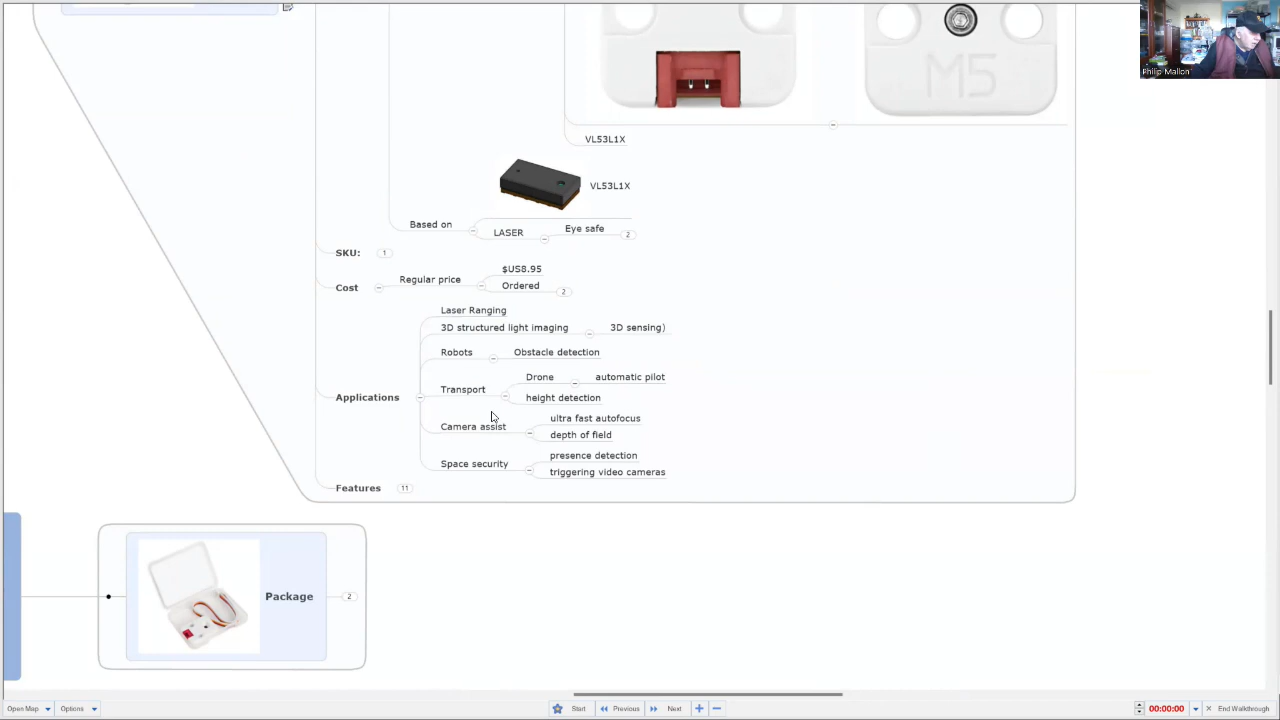 Philip Mallon
M5
VL53L1X
VL53L1X
Based on
LASER
Eye safe
2
SKU:
1
Cost
Regular price
$US8.95
Ordered
2
Applications
Laser Ranging
3D structured light imaging
3D sensing)
Robots
Obstacle detection
Transport
Drone
automatic pilot
height detection
Camera assist
ultra fast autofocus
depth of field
Space security
presence detection
triggering video cameras
Features
11
Package
2
Open Map
Options
Start
Previous
Next
00:00:00
End Walkthrough